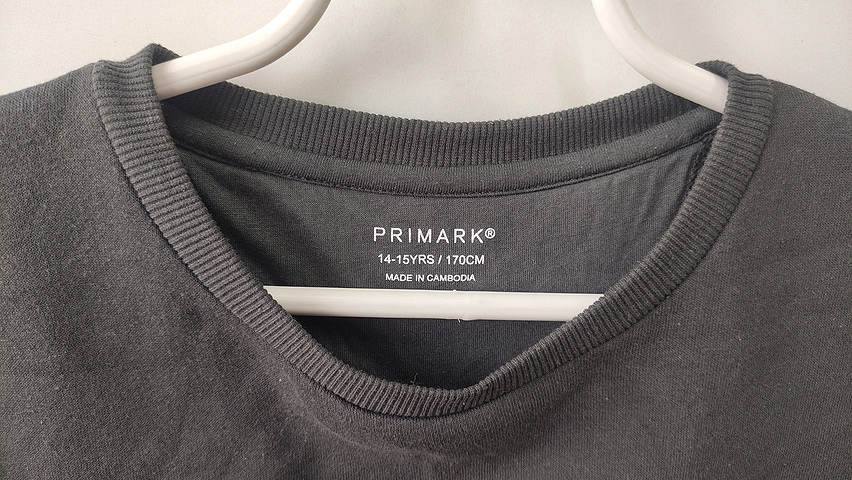 PRIMARK®
14-15YRS / 170CM
MADE IN CAMBODIA